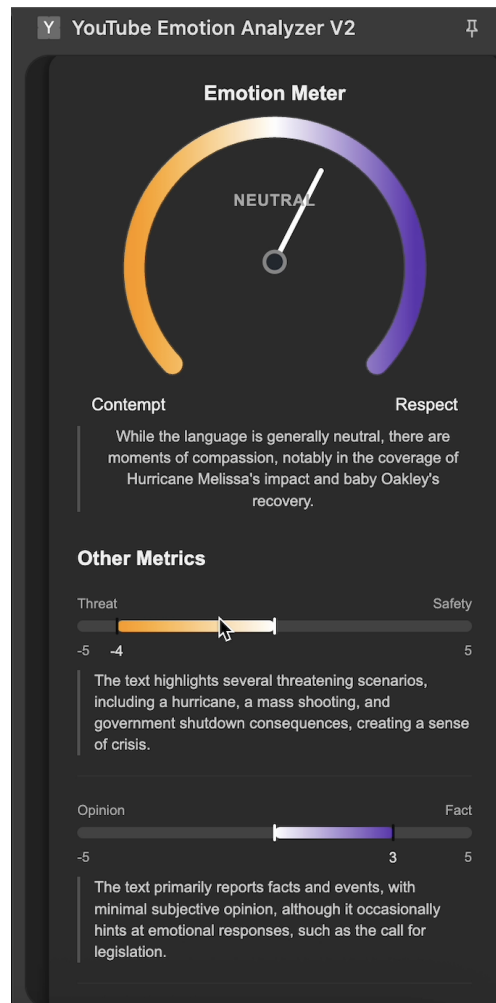 Y YouTube Emotion Analyzer V2
Emotion Meter
NEUTRAL
Contempt Respect
While the language is generally neutral, there are
moments of compassion, notably in the coverage of
Hurricane Melissa's impact and baby Oakley's
recovery.
Other Metrics
Threat Safety
-5 -4 5
The text highlights several threatening scenarios,
including a hurricane, a mass shooting, and
government shutdown consequences, creating a sense
of crisis.
Opinion Fact
-5 3 5
The text primarily reports facts and events, with
minimal subjective opinion, although it occasionally
hints at emotional responses, such as the call for
legislation.